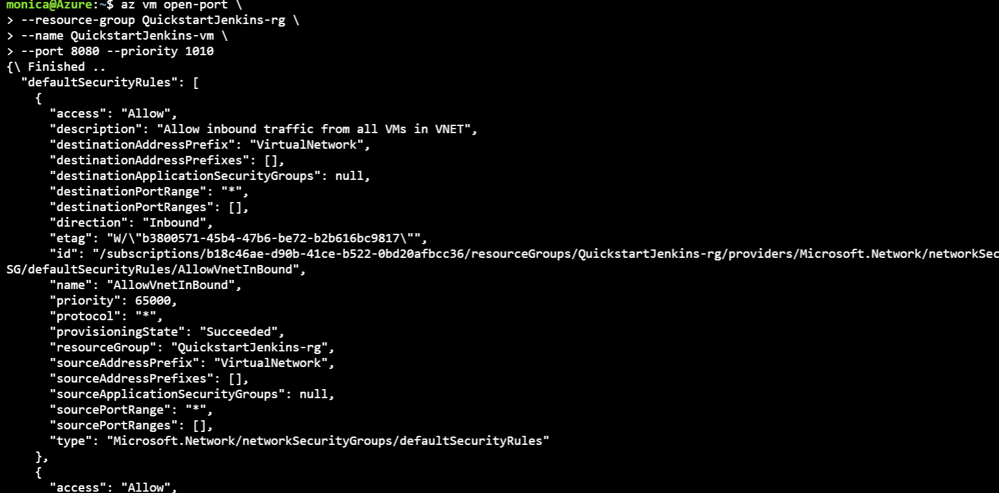 monica@Azure:~$ az vm open-port \
> --resource-group QuickstartJenkins-rg \
> --name QuickstartJenkins-vm \
> --port 8080 --priority 1010
{\ Finished ..
  "defaultSecurityRules": [
    {
      "access": "Allow",
      "description": "Allow inbound traffic from all VMs in VNET",
      "destinationAddressPrefix": "VirtualNetwork",
      "destinationAddressPrefixes": [],
      "destinationApplicationSecurityGroups": null,
      "destinationPortRange": "*",
      "destinationPortRanges": [],
      "direction": "Inbound",
      "etag": "W/\"b3800571-45b4-47b6-be72-b2b616bc9817\"",
      "id": "/subscriptions/b18c46ae-d90b-41ce-b522-0bd20afbcc36/resourceGroups/QuickstartJenkins-rg/providers/Microsoft.Network/networkSec
SG/defaultSecurityRules/AllowVnetInBound",
      "name": "AllowVnetInBound",
      "priority": 65000,
      "protocol": "*",
      "provisioningState": "Succeeded",
      "resourceGroup": "QuickstartJenkins-rg",
      "sourceAddressPrefix": "VirtualNetwork",
      "sourceAddressPrefixes": [],
      "sourceApplicationSecurityGroups": null,
      "sourcePortRange": "*",
      "sourcePortRanges": [],
      "type": "Microsoft.Network/networkSecurityGroups/defaultSecurityRules"
    },
    {
      "access": "Allow",